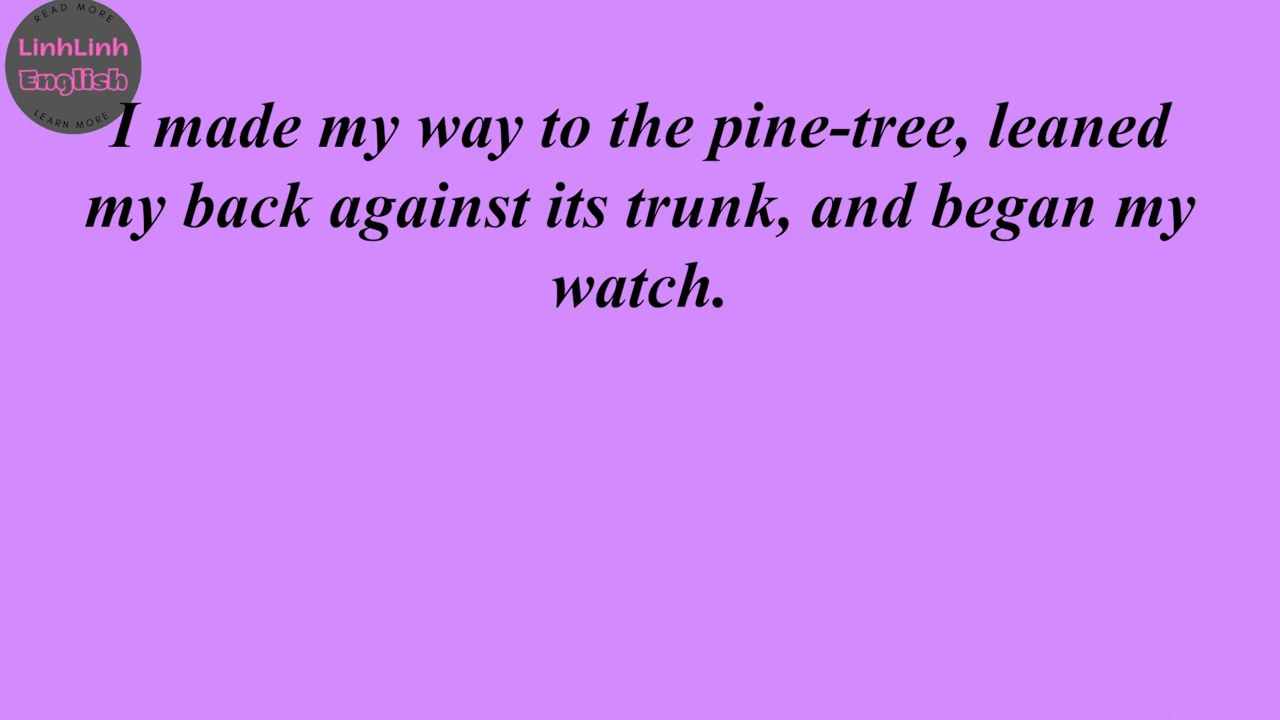 READ MORE
LinhLinh
English
LEARN MORE
I made my way to the pine-tree, leaned
my back against its trunk, and began my
watch.